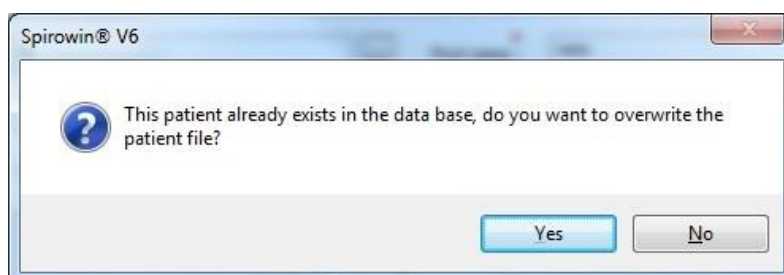 Spirowin® V6
This patient already exists in the data base, do you want to overwrite the
patient file?
Yes
No